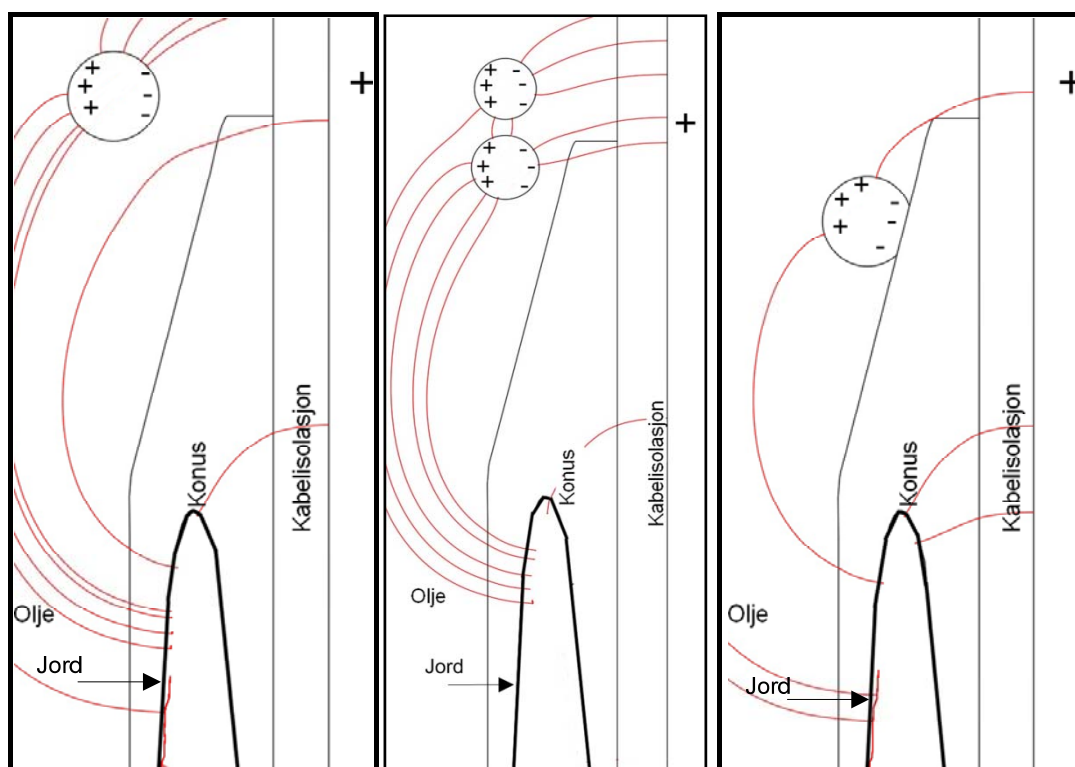 +
+
+
-
-
-
+
Kabelisolasjon
Konus
Olje
Jord
+
+
+
-
-
-
+
+
+
-
-
-
+
Kabelisolasjon
Konus
Olje
Jord
+
+
+
-
-
-
+
Kabelisolasjon
Konus
Olje
Jord